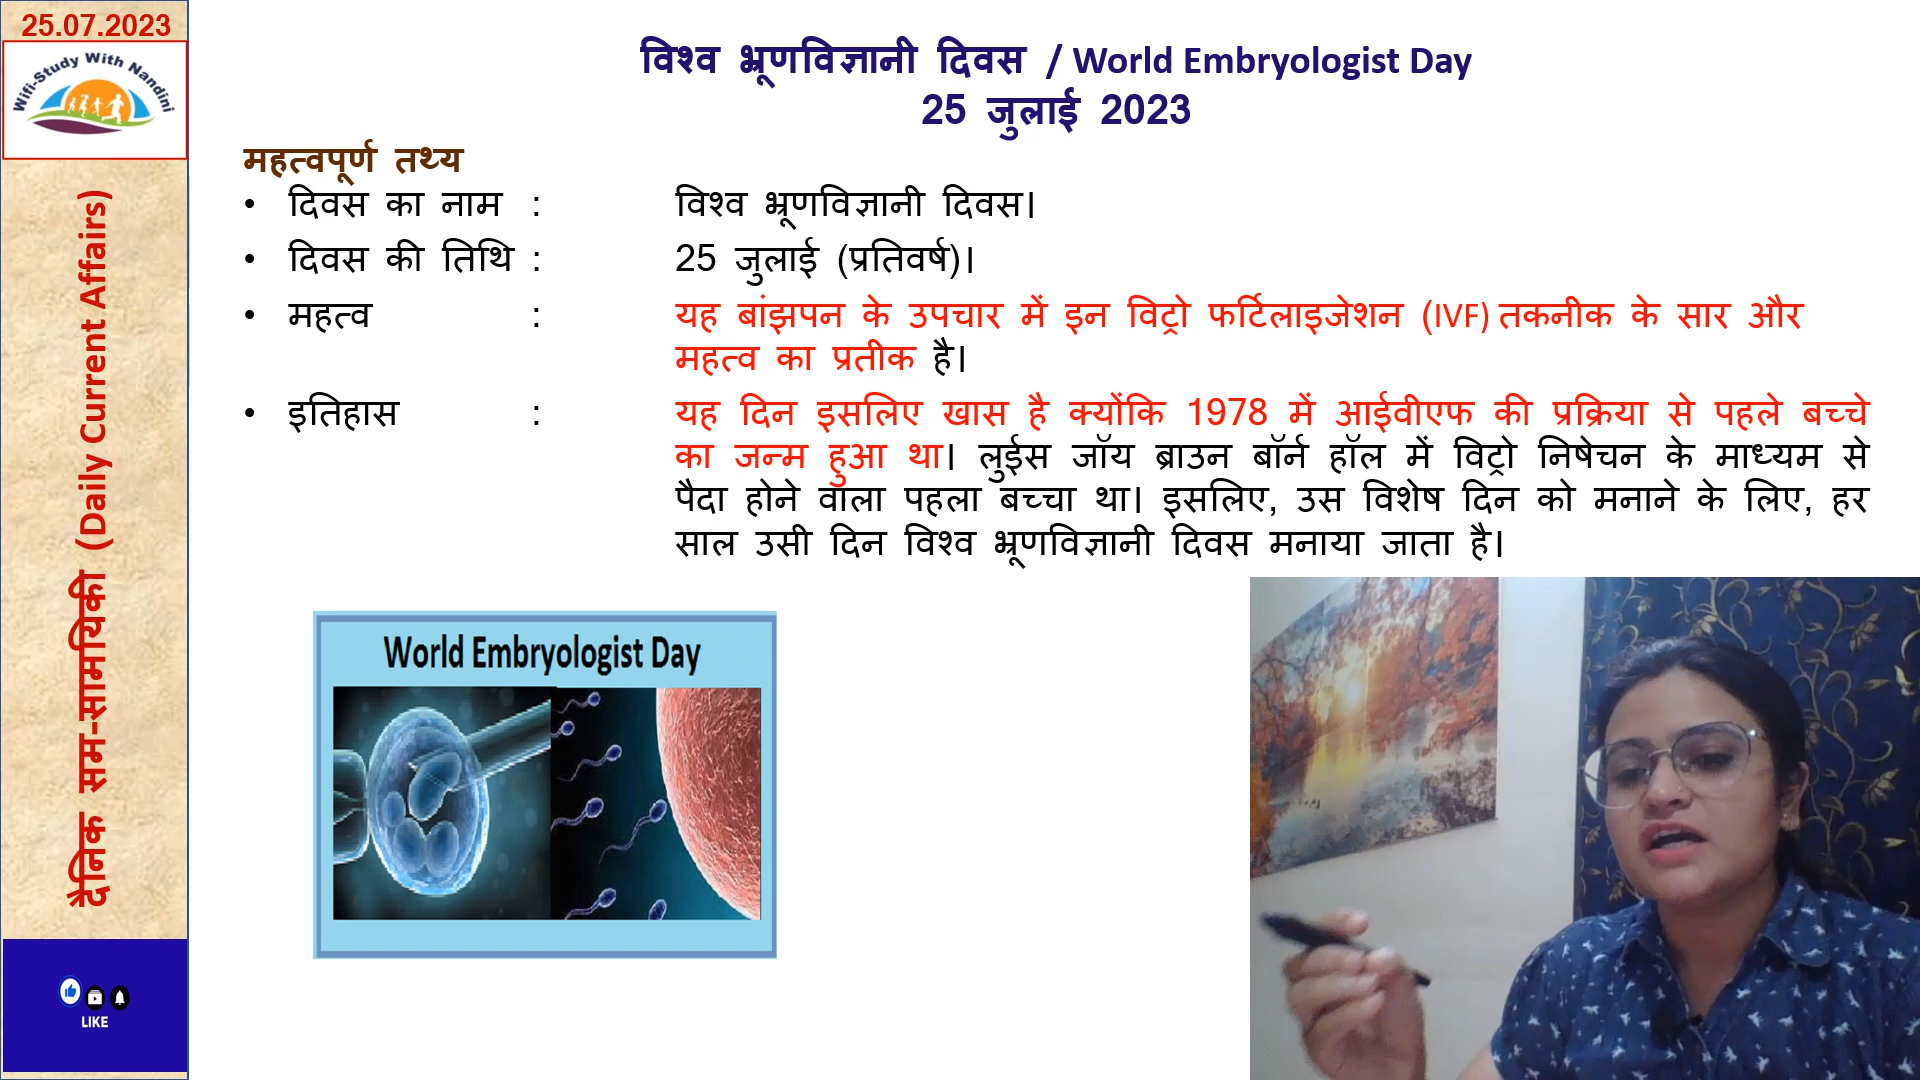 25.07.2023
Wifi-Study With Nandini
दैनिक सम-सामयिकी (Daily Current Affairs)
LIKE
विश्व भ्रूणविज्ञानी दिवस / World Embryologist Day
25 जुलाई 2023
महत्वपूर्ण तथ्य
• दिवस का नाम : विश्व भ्रूणविज्ञानी दिवस।
• दिवस की तिथि : 25 जुलाई (प्रतिवर्ष)।
• महत्व : यह बांझपन के उपचार में इन विट्रो फर्टिलाइजेशन (IVF) तकनीक के सार और
महत्व का प्रतीक है।
• इतिहास : यह दिन इसलिए खास है क्योंकि 1978 में आईवीएफ की प्रक्रिया से पहले बच्चे
का जन्म हुआ था। लुईस जॉय ब्राउन बॉर्न हॉल में विट्रो निषेचन के माध्यम से
पैदा होने वाला पहला बच्चा था। इसलिए, उस विशेष दिन को मनाने के लिए, हर
साल उसी दिन विश्व भ्रूणविज्ञानी दिवस मनाया जाता है।
World Embryologist Day